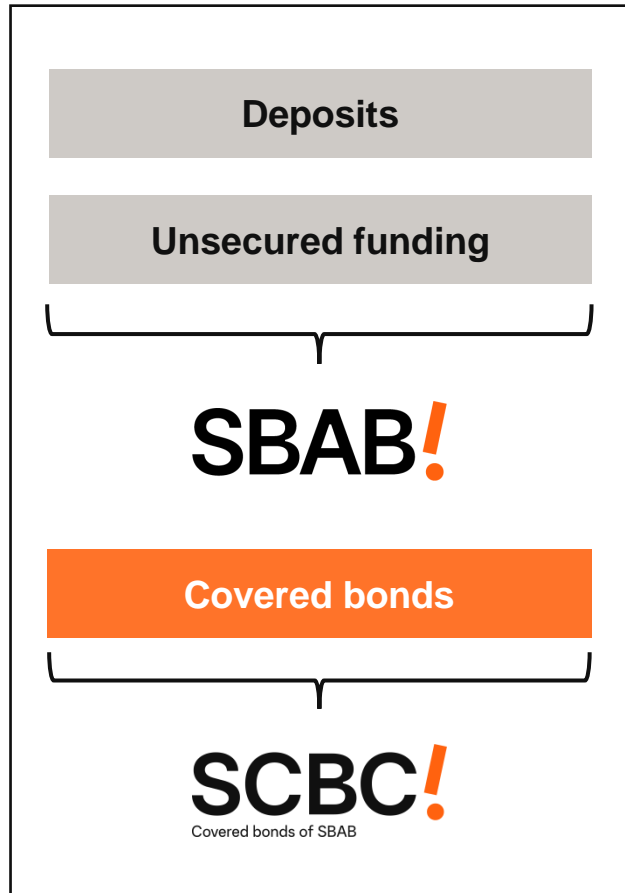 Deposits
Unsecured funding
SBAB!
Covered bonds
SCBC!
Covered bonds of SBAB